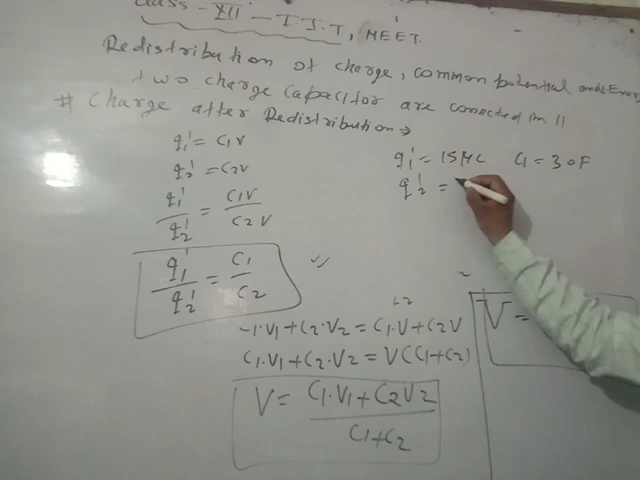 Class - XII - I.I.T, NEET.
Redistribution of charge, common potential and Energy
two charge capacitor are conected in ||
# Charge after Redistribution →
q₁' = C₁V
q₂' = C₂V
q₁'/q₂' = C₁V/C₂V
q₁'/q₂' = C₁/C₂
q₁' = 15μC C₁ = 30F
q₂' =
-1·V₁+C₂·V₂ = C₁·V+C₂V
C₁·V₁+C₂·V₂ = V(C₁+C₂)
V = C₁·V₁+C₂V₂/C₁+C₂
V =